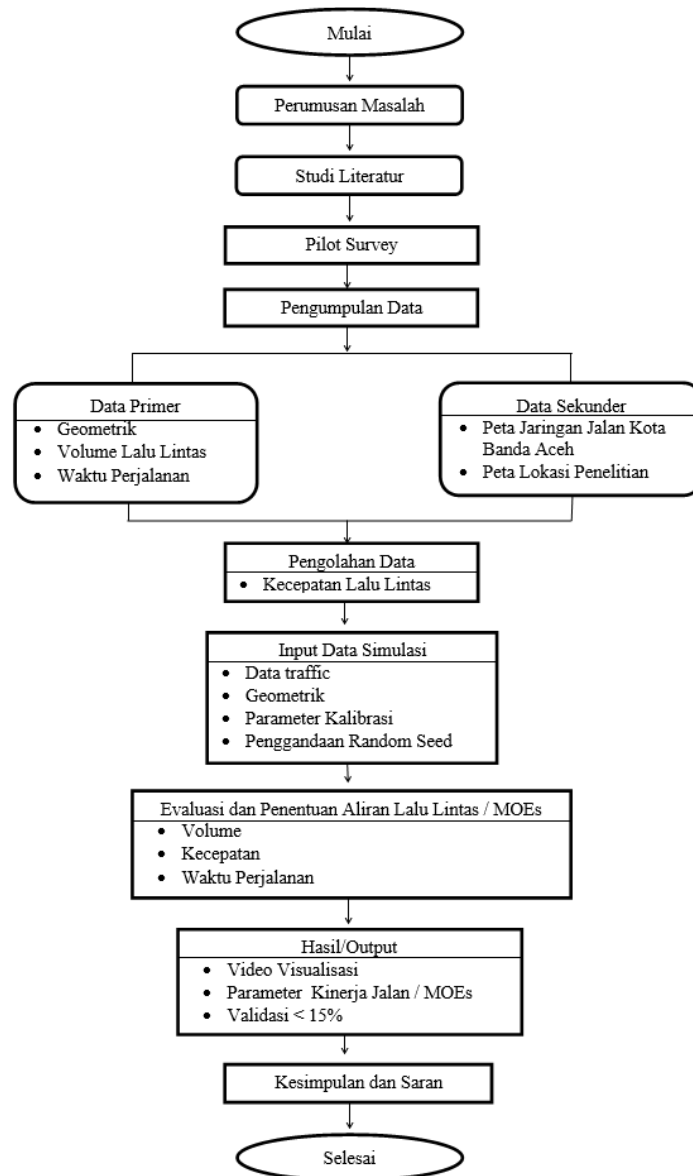 Mulai
Perumusan Masalah
Studi Literatur
Pilot Survey
Pengumpulan Data
Data Primer
• Geometrik
• Volume Lalu Lintas
• Waktu Perjalanan
Data Sekunder
• Peta Jaringan Jalan Kota
Banda Aceh
• Peta Lokasi Penelitian
Pengolahan Data
• Kecepatan Lalu Lintas
Input Data Simulasi
• Data traffic
• Geometrik
• Parameter Kalibrasi
• Penggandaan Random Seed
Evaluasi dan Penentuan Aliran Lalu Lintas / MOEs
• Volume
• Kecepatan
• Waktu Perjalanan
Hasil/Output
• Video Visualisasi
• Parameter Kinerja Jalan / MOEs
• Validasi < 15%
Kesimpulan dan Saran
Selesai